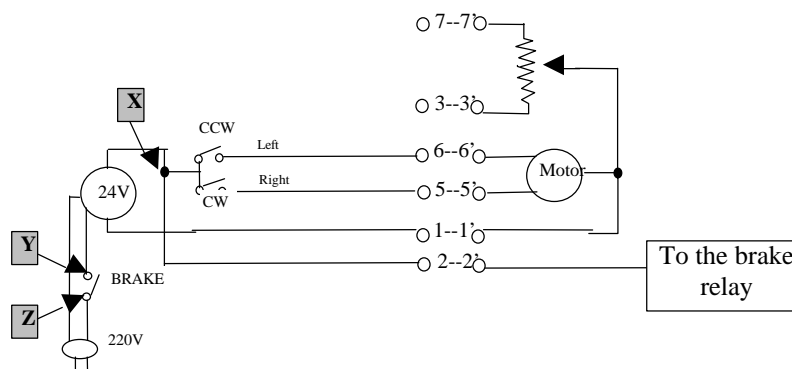 7--7'
X
3--3'
CCW
Left
6--6'
24V
Right
5--5'
Motor
CW
1--1'
Y
BRAKE
2--2'
To the brake
relay
Z
220V